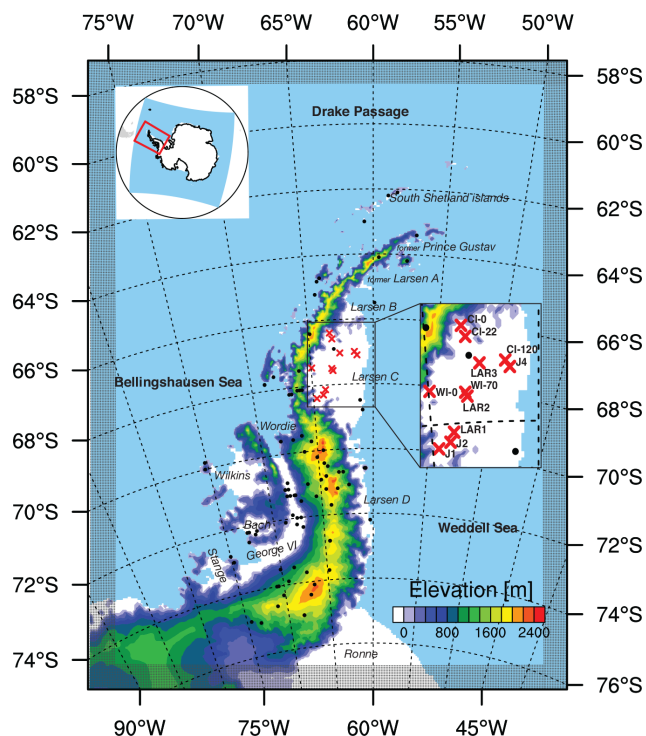 75°W 70°W 65°W 60°W 55°W 50°W
58°S
58°S
60°S
60°S
62°S
62°S
64°S
64°S
66°S
66°S
68°S
68°S
70°S
70°S
72°S
72°S
74°S
74°S
76°S
Drake Passage
South Shetland islands
former Prince Gustav
former Larsen A
Larsen B
CI-0
CI-22
CI-120
LAR3
J4
WI-0
WI-70
LAR2
LAR1
J2
J1
Larsen C
Bellingshausen Sea
Wordie
Wilkins
Larsen D
Bach
Weddell Sea
George VI
Stange
Elevation [m]
0 800 1600 2400
Ronne
90°W 75°W 60°W 45°W